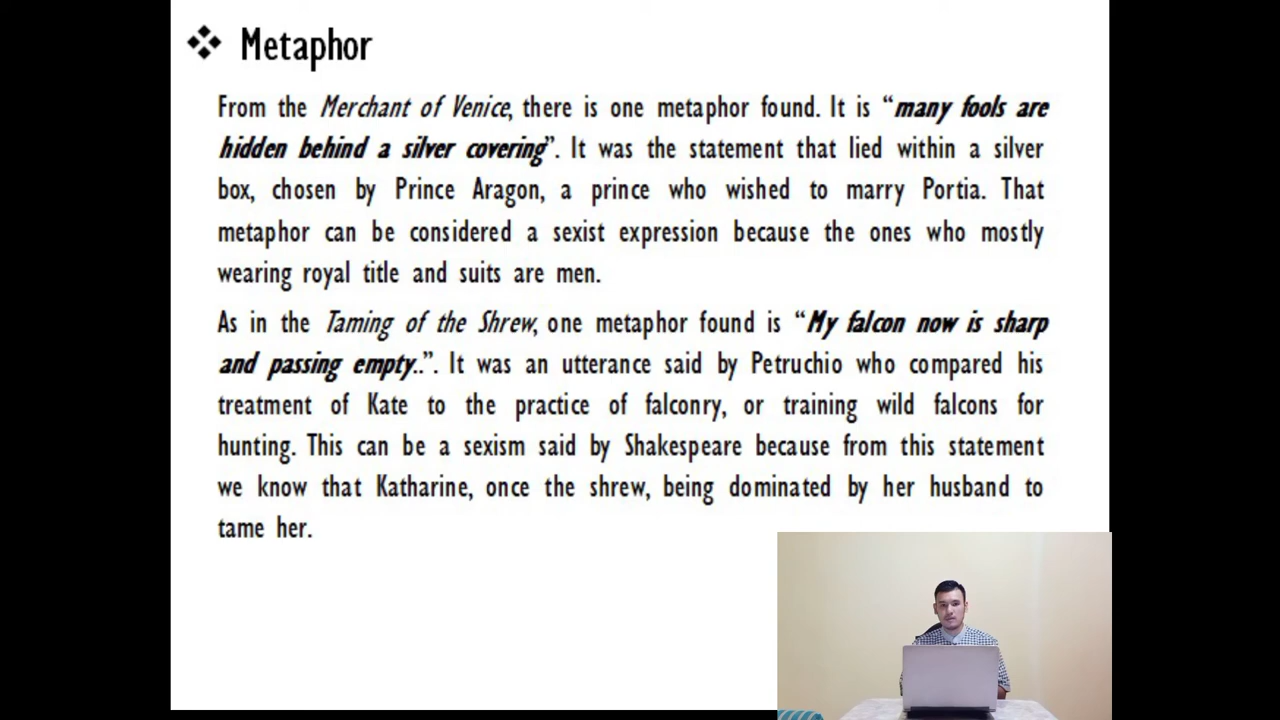 Metaphor
From the Merchant of Venice, there is one metaphor found. It is “many fools are
hidden behind a silver covering”. It was the statement that lied within a silver
box, chosen by Prince Aragon, a prince who wished to marry Portia. That
metaphor can be considered a sexist expression because the ones who mostly
wearing royal title and suits are men.
As in the Taming of the Shrew, one metaphor found is “My falcon now is sharp
and passing empty..”. It was an utterance said by Petruchio who compared his
treatment of Kate to the practice of falconry, or training wild falcons for
hunting. This can be a sexism said by Shakespeare because from this statement
we know that Katharine, once the shrew, being dominated by her husband to
tame her.